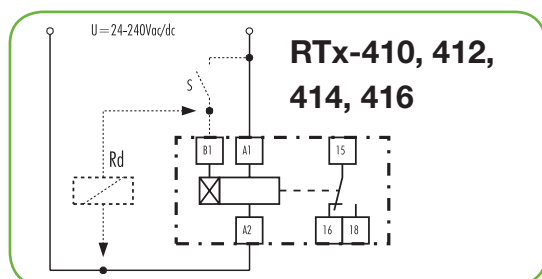 U=24-240Vac/dc
RTx-410, 412,
414, 416
S
B1 A1 15
Rd
A2 16 18